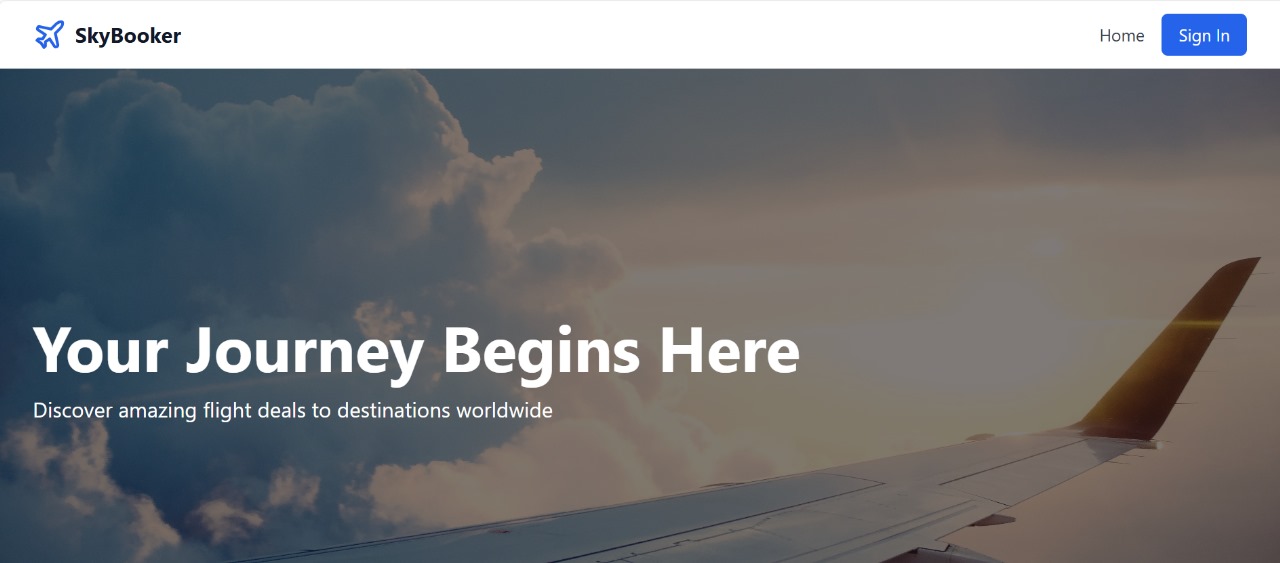 SkyBooker
Home
Sign In
Your Journey Begins Here
Discover amazing flight deals to destinations worldwide